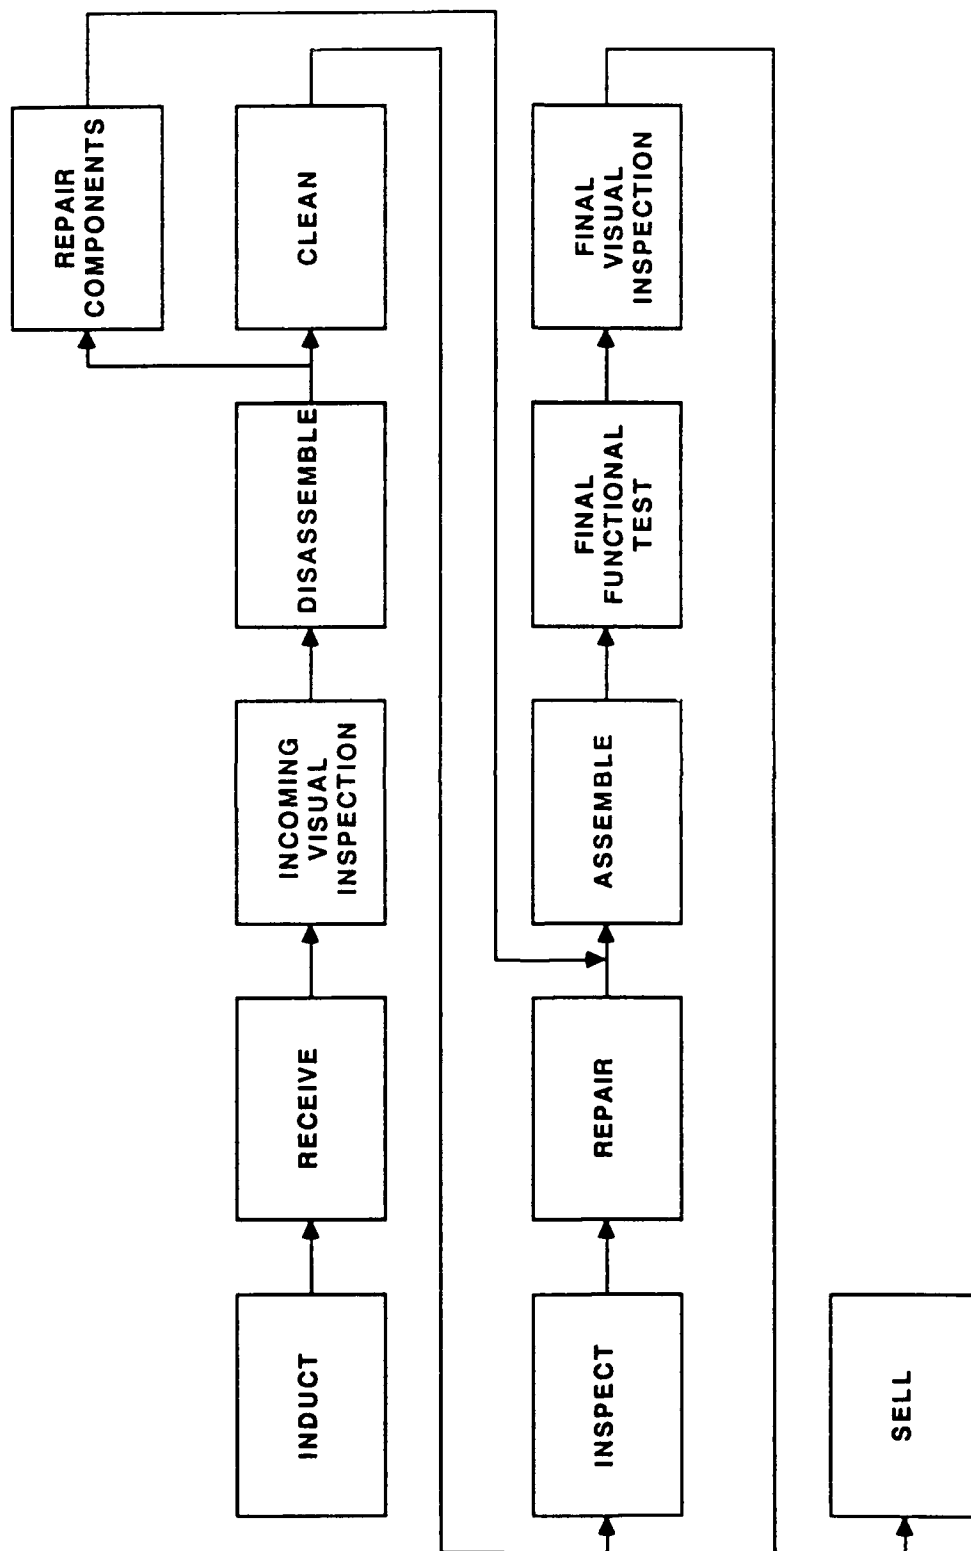 REPAIR
COMPONENTS
INDUCT
RECEIVE
INCOMING
VISUAL
INSPECTION
DISASSEMBLE
CLEAN
INSPECT
REPAIR
ASSEMBLE
FINAL
FUNCTIONAL
TEST
FINAL
VISUAL
INSPECTION
SELL